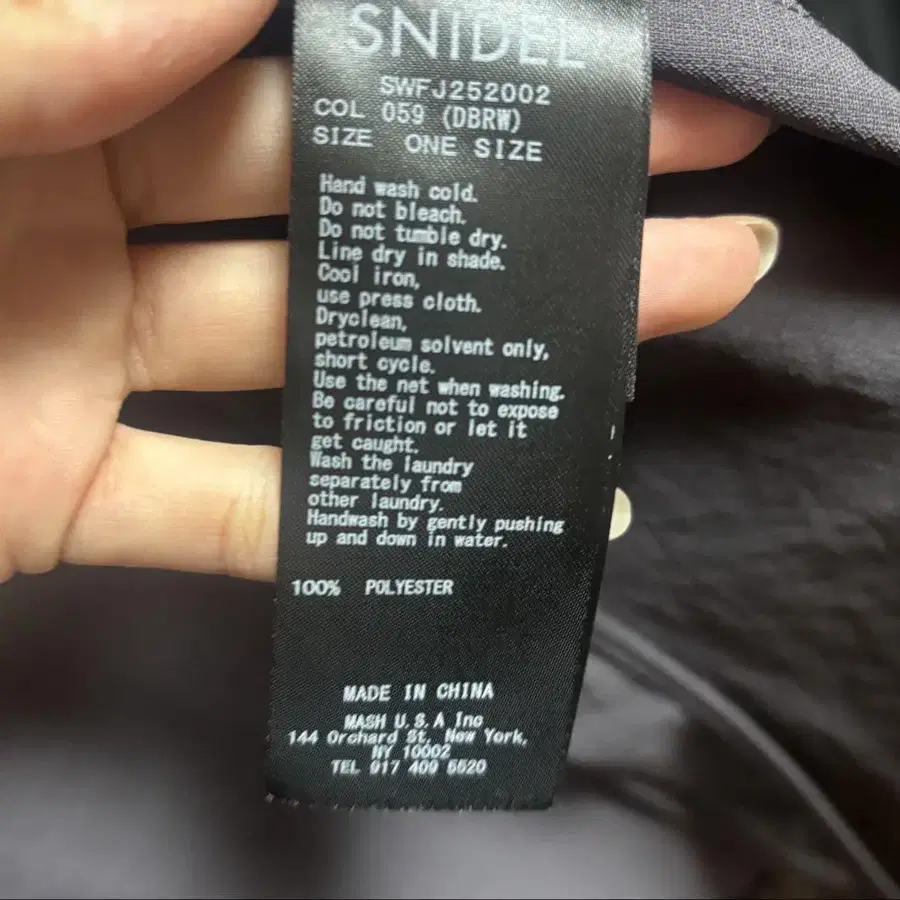 SNIDEL
SWFJ252002
COL 059 (DBRW)
SIZE ONE SIZE
Hand wash cold.
Do not bleach.
Do not tumble dry.
Line dry in shade.
Cool iron,
use press cloth.
Dryclean,
petroleum solvent only,
short cycle.
Use the net when washing.
Be careful not to expose
to friction or let it
get caught.
Wash the laundry
separately from
other laundry.
Handwash by gently pushing
up and down in water.
100% POLYESTER
MADE IN CHINA
MASH U.S.A Inc
144 Orchard St, New York,
NY 10002
TEL 917 409 5520